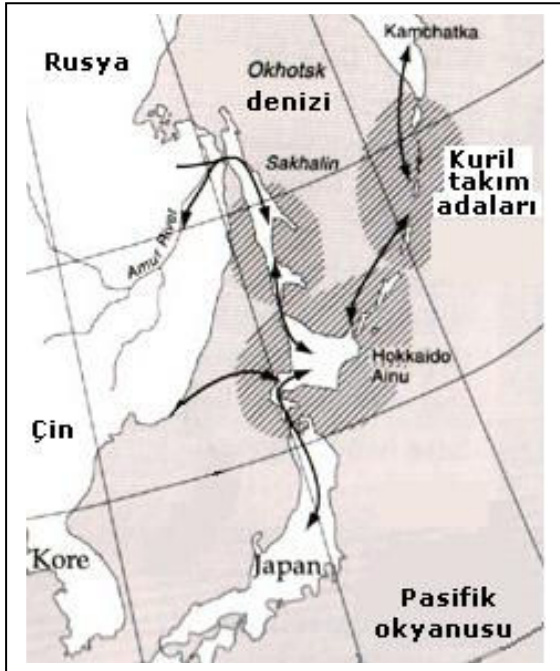 Kamchatka
Rusya
Okhotsk
denizi
Sakhalin
Kuril
takım
adaları
Amur River
Hokkaido
Ainu
Çin
Kore
Japan
Pasifik
okyanusu